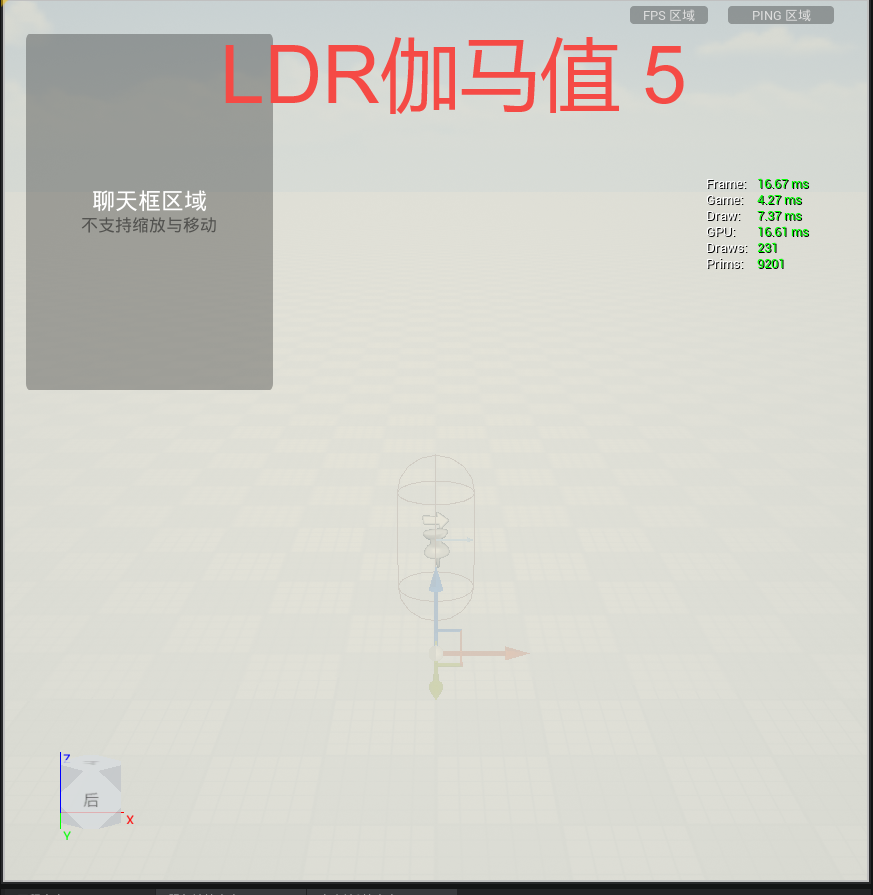 FPS 区域
PING 区域
LDR伽马值 5
聊天框区域
不支持缩放与移动
Frame: 16.67 ms
Game: 4.27 ms
Draw: 7.37 ms
GPU: 16.61 ms
Draws: 231
Prims: 9201
Z
后
X
Y